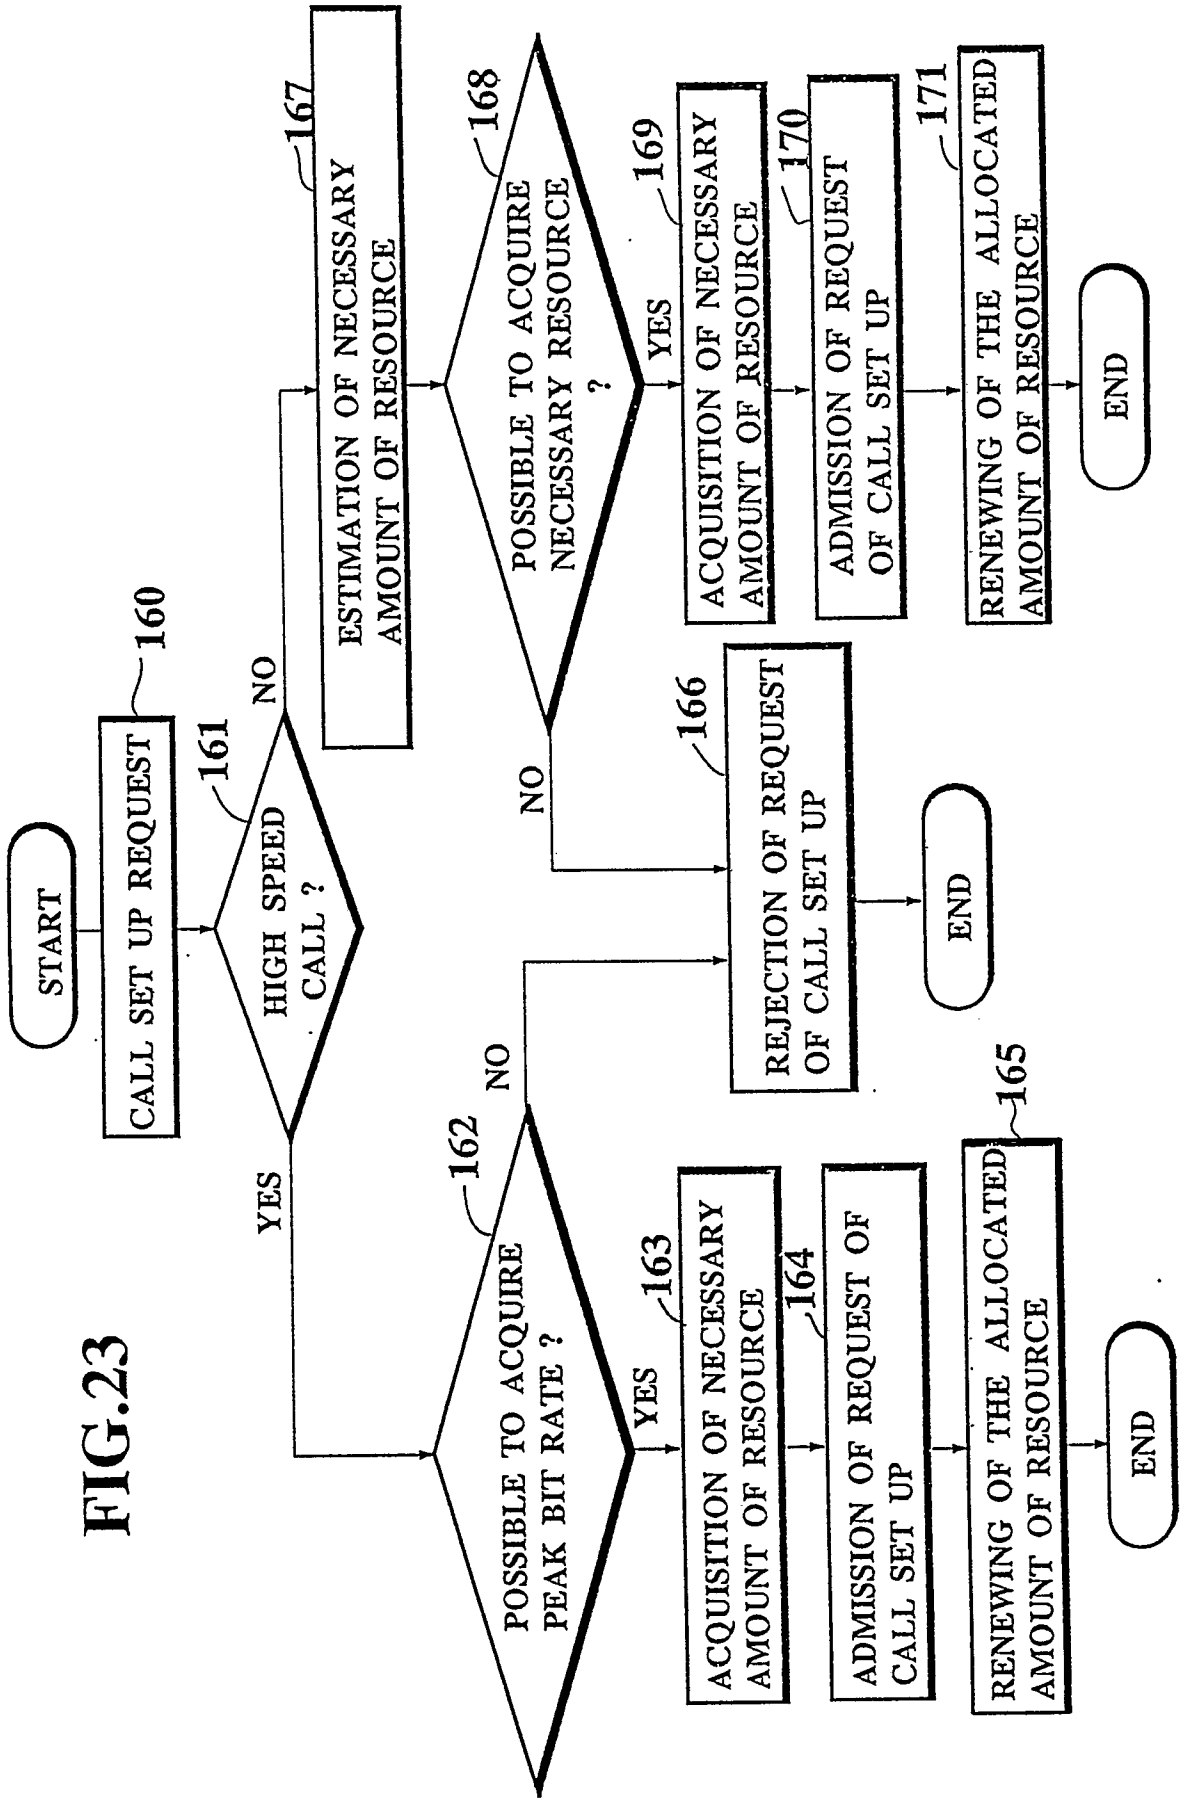 FIG.23
START
CALL SET UP REQUEST
160
HIGH SPEED
CALL ?
161
YES
NO
POSSIBLE TO ACQUIRE
PEAK BIT RATE ?
162
NO
YES
ACQUISITION OF NECESSARY
AMOUNT OF RESOURCE
163
ADMISSION OF REQUEST OF
CALL SET UP
164
RENEWING OF THE ALLOCATED
AMOUNT OF RESOURCE
165
END
REJECTION OF REQUEST
OF CALL SET UP
166
END
ESTIMATION OF NECESSARY
AMOUNT OF RESOURCE
167
POSSIBLE TO ACQUIRE
NECESSARY RESOURCE
?
168
NO
YES
ACQUISITION OF NECESSARY
AMOUNT OF RESOURCE
169
ADMISSION OF REQUEST
OF CALL SET UP
170
RENEWING OF THE ALLOCATED
AMOUNT OF RESOURCE
171
END